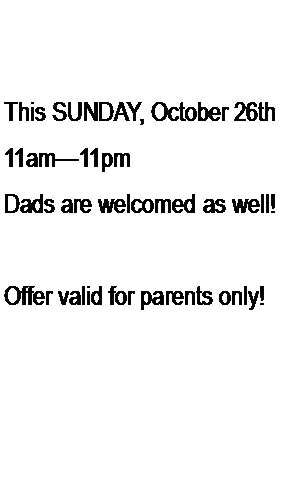 This SUNDAY, October 26th
11am—11pm
Dads are welcomed as well!
Offer valid for parents only!